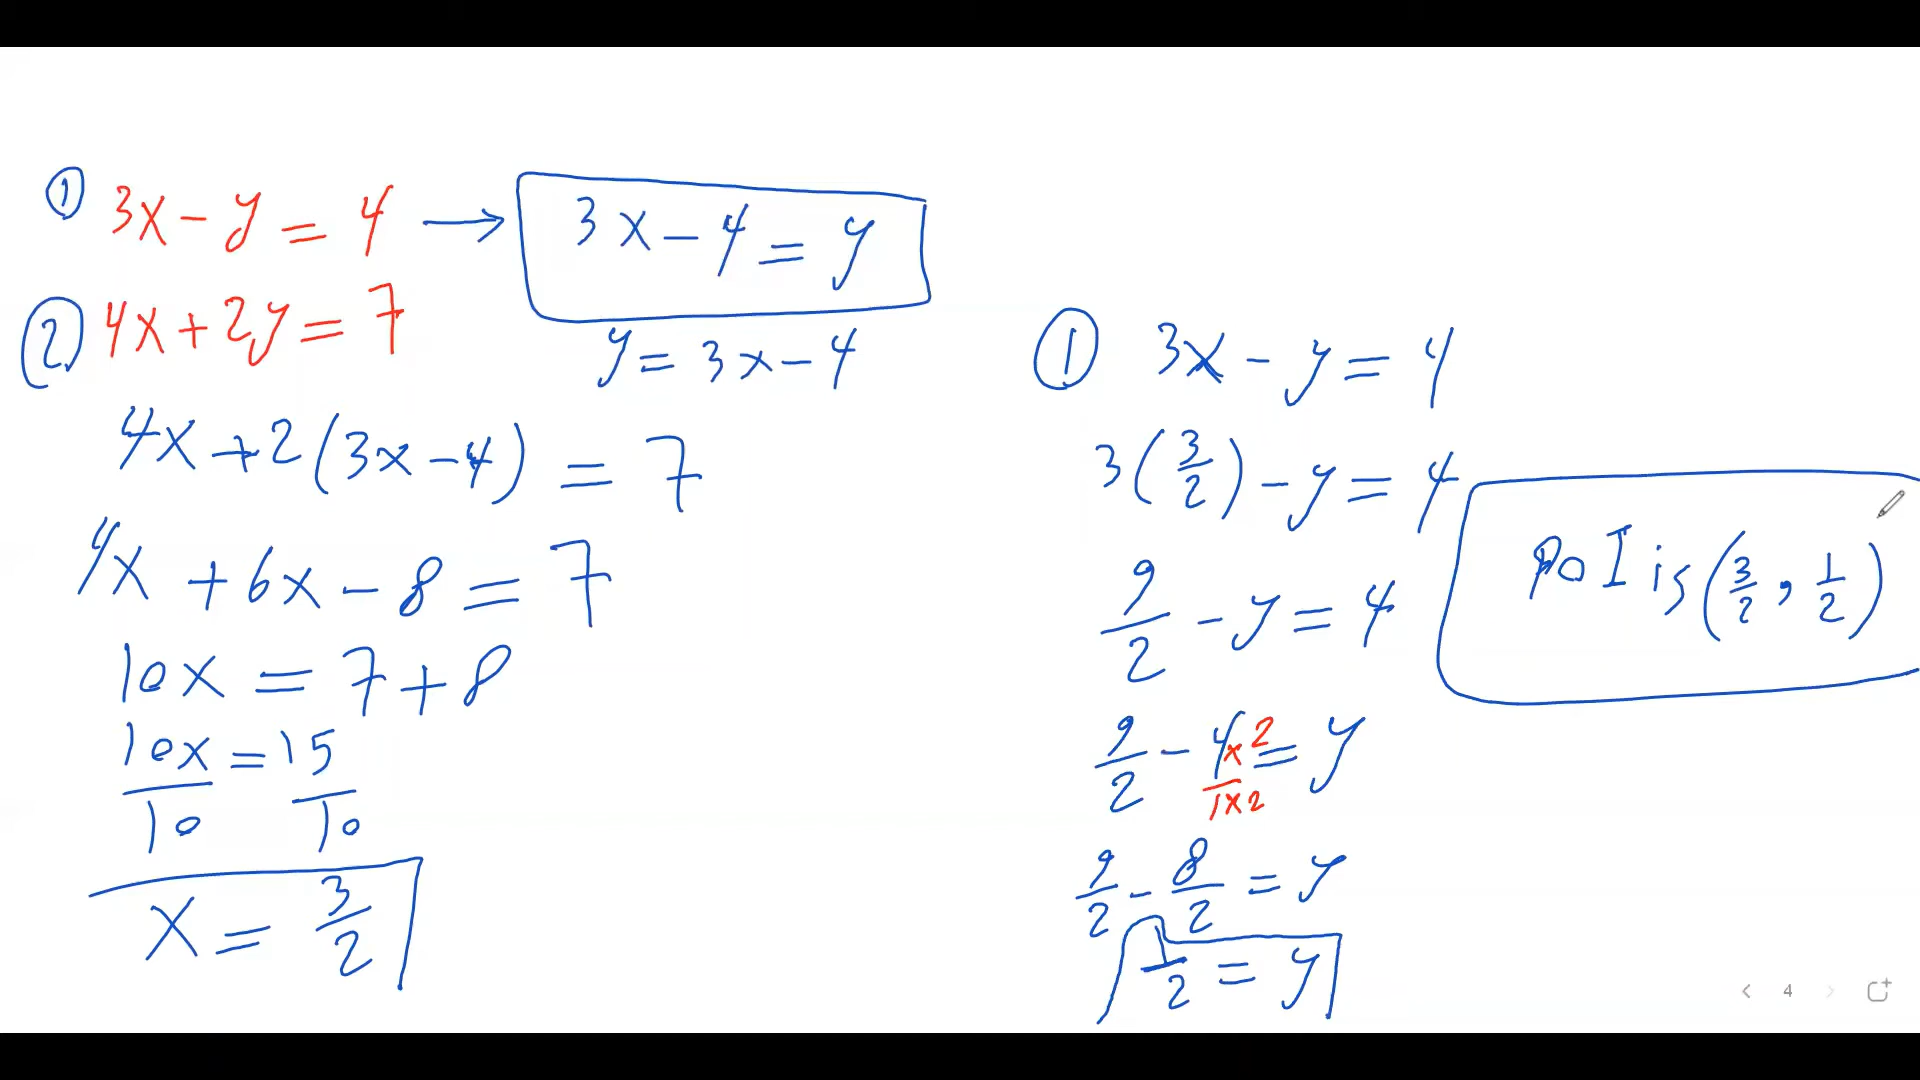 ① 3x - y = 4 → 3x - 4 = y
② 4x + 2y = 7
y = 3x - 4
4x + 2(3x - 4) = 7
4x + 6x - 8 = 7
10x = 7 + 8
10x/10 = 15/10
x = 3/2
① 3x - y = 4
3(3/2) - y = 4
9/2 - y = 4
9/2 - 4×2/1×2 = y
9/2 - 8/2 = y
1/2 = y
PoI is (3/2, 1/2)
4